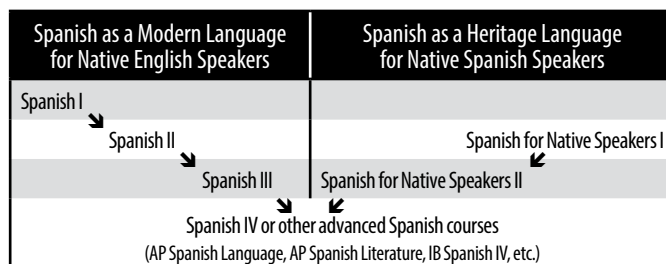 Spanish as a Modern Language
for Native English Speakers
Spanish as a Heritage Language
for Native Spanish Speakers
Spanish I
Spanish II
Spanish for Native Speakers I
Spanish III
Spanish for Native Speakers II
Spanish IV or other advanced Spanish courses
(AP Spanish Language, AP Spanish Literature, IB Spanish IV, etc.)